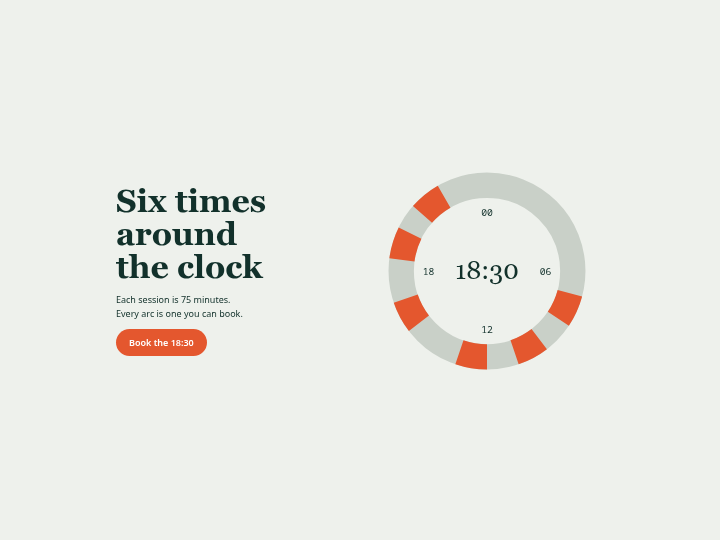 Six times
around
the clock
Each session is 75 minutes.
Every arc is one you can book.
Book the 18:30
00
18
18:30
06
12